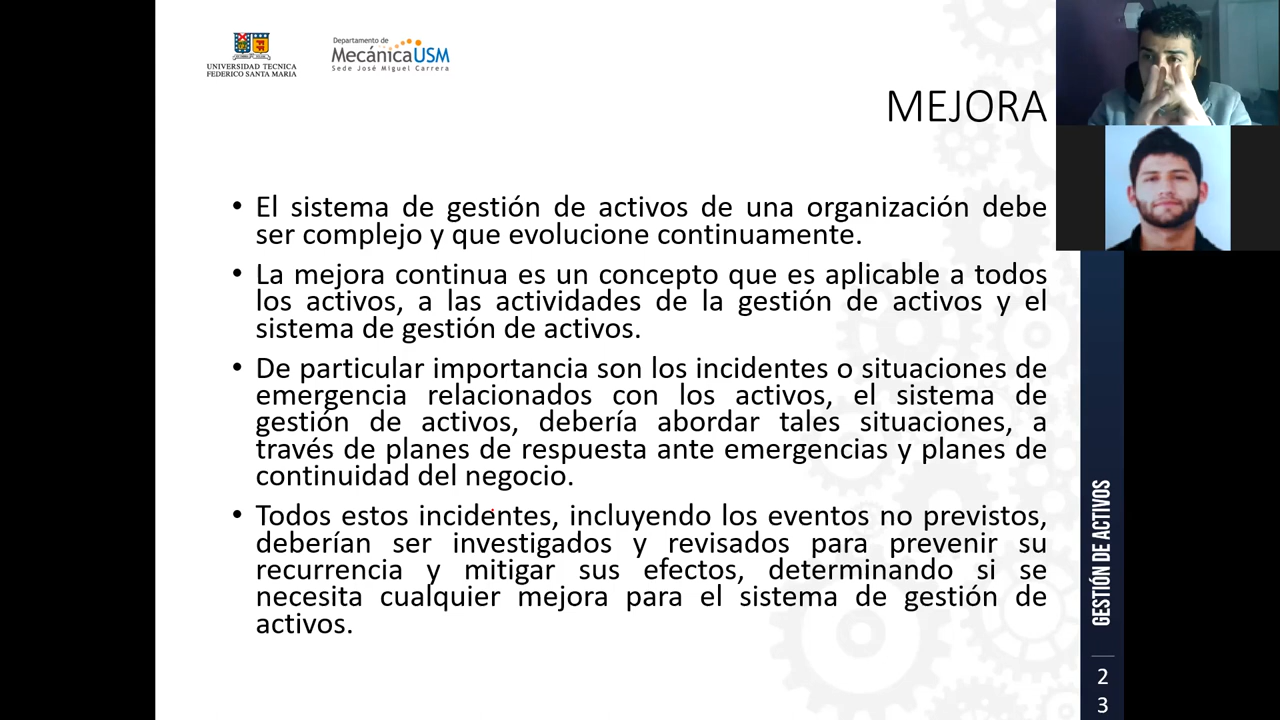 Departamento de
MecánicaUSM
Sede José Miguel Carrera
UNIVERSIDAD TECNICA
FEDERICO SANTA MARIA
MEJORA
• El sistema de gestión de activos de una organización debe
ser complejo y que evolucione continuamente.
• La mejora continua es un concepto que es aplicable a todos
los activos, a las actividades de la gestión de activos y el
sistema de gestión de activos.
• De particular importancia son los incidentes o situaciones de
emergencia relacionados con los activos, el sistema de
gestión de activos, debería abordar tales situaciones, a
través de planes de respuesta ante emergencias y planes de
continuidad del negocio.
• Todos estos incidentes, incluyendo los eventos no previstos,
deberían ser investigados y revisados para prevenir su
recurrencia y mitigar sus efectos, determinando si se
necesita cualquier mejora para el sistema de gestión de
activos.
GESTIÓN DE ACTIVOS
2
3